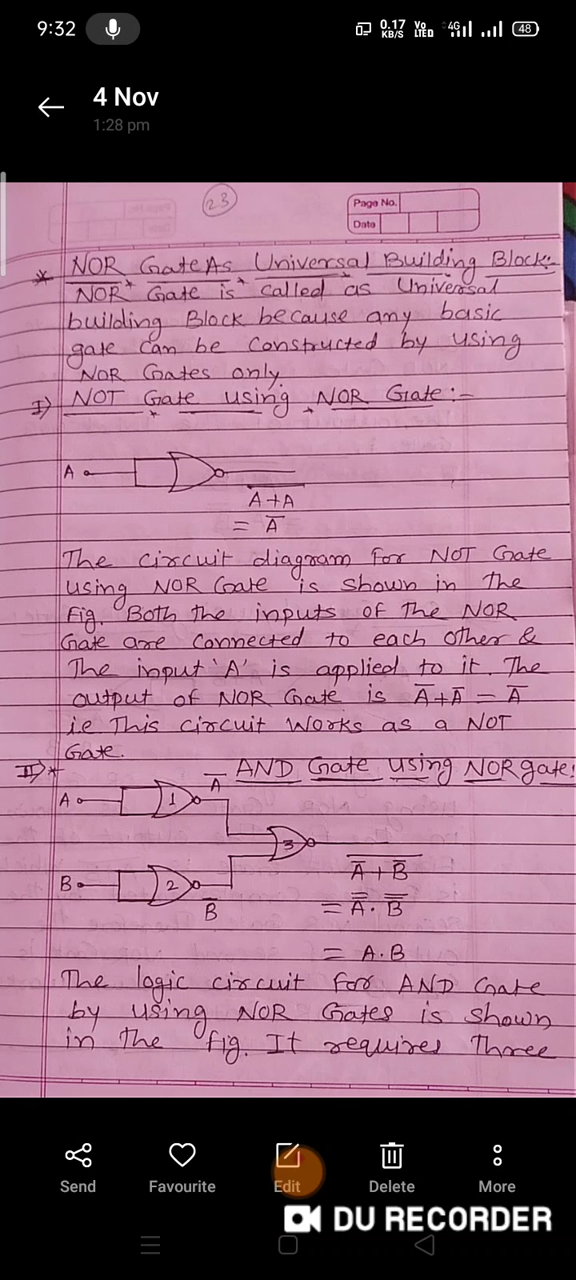 9:32
0.17 KB/S
Vo LTED
4G
48
4 Nov
1:28 pm
23
Page No.
Date
* NOR Gate As Universal Building Block:-
NOR Gate is called as Universal
building Block because any basic
gate can be constructed by using
NOR Gates only.
I) NOT Gate using NOR Gate:-
A
A̅ ̅+̅ ̅A̅
= A̅
The circuit diagram for NOT Gate
using NOR Gate is shown in the
Fig. Both the inputs of the NOR
Gate are connected to each other &
The input 'A' is applied to it. The
output of NOR Gate is A̅+A̅ = A̅
i.e This circuit works as a NOT
Gate.
II)* AND Gate using NOR gate:
A
1
A̅
3
B
2
B̅
A̿ ̅+̅ ̅B̿
= A̿ . B̿
= A.B
The logic circuit for AND Gate
by using NOR Gates is shown
in the fig. It requires Three
Send
Favourite
Edit
Delete
More
DU RECORDER